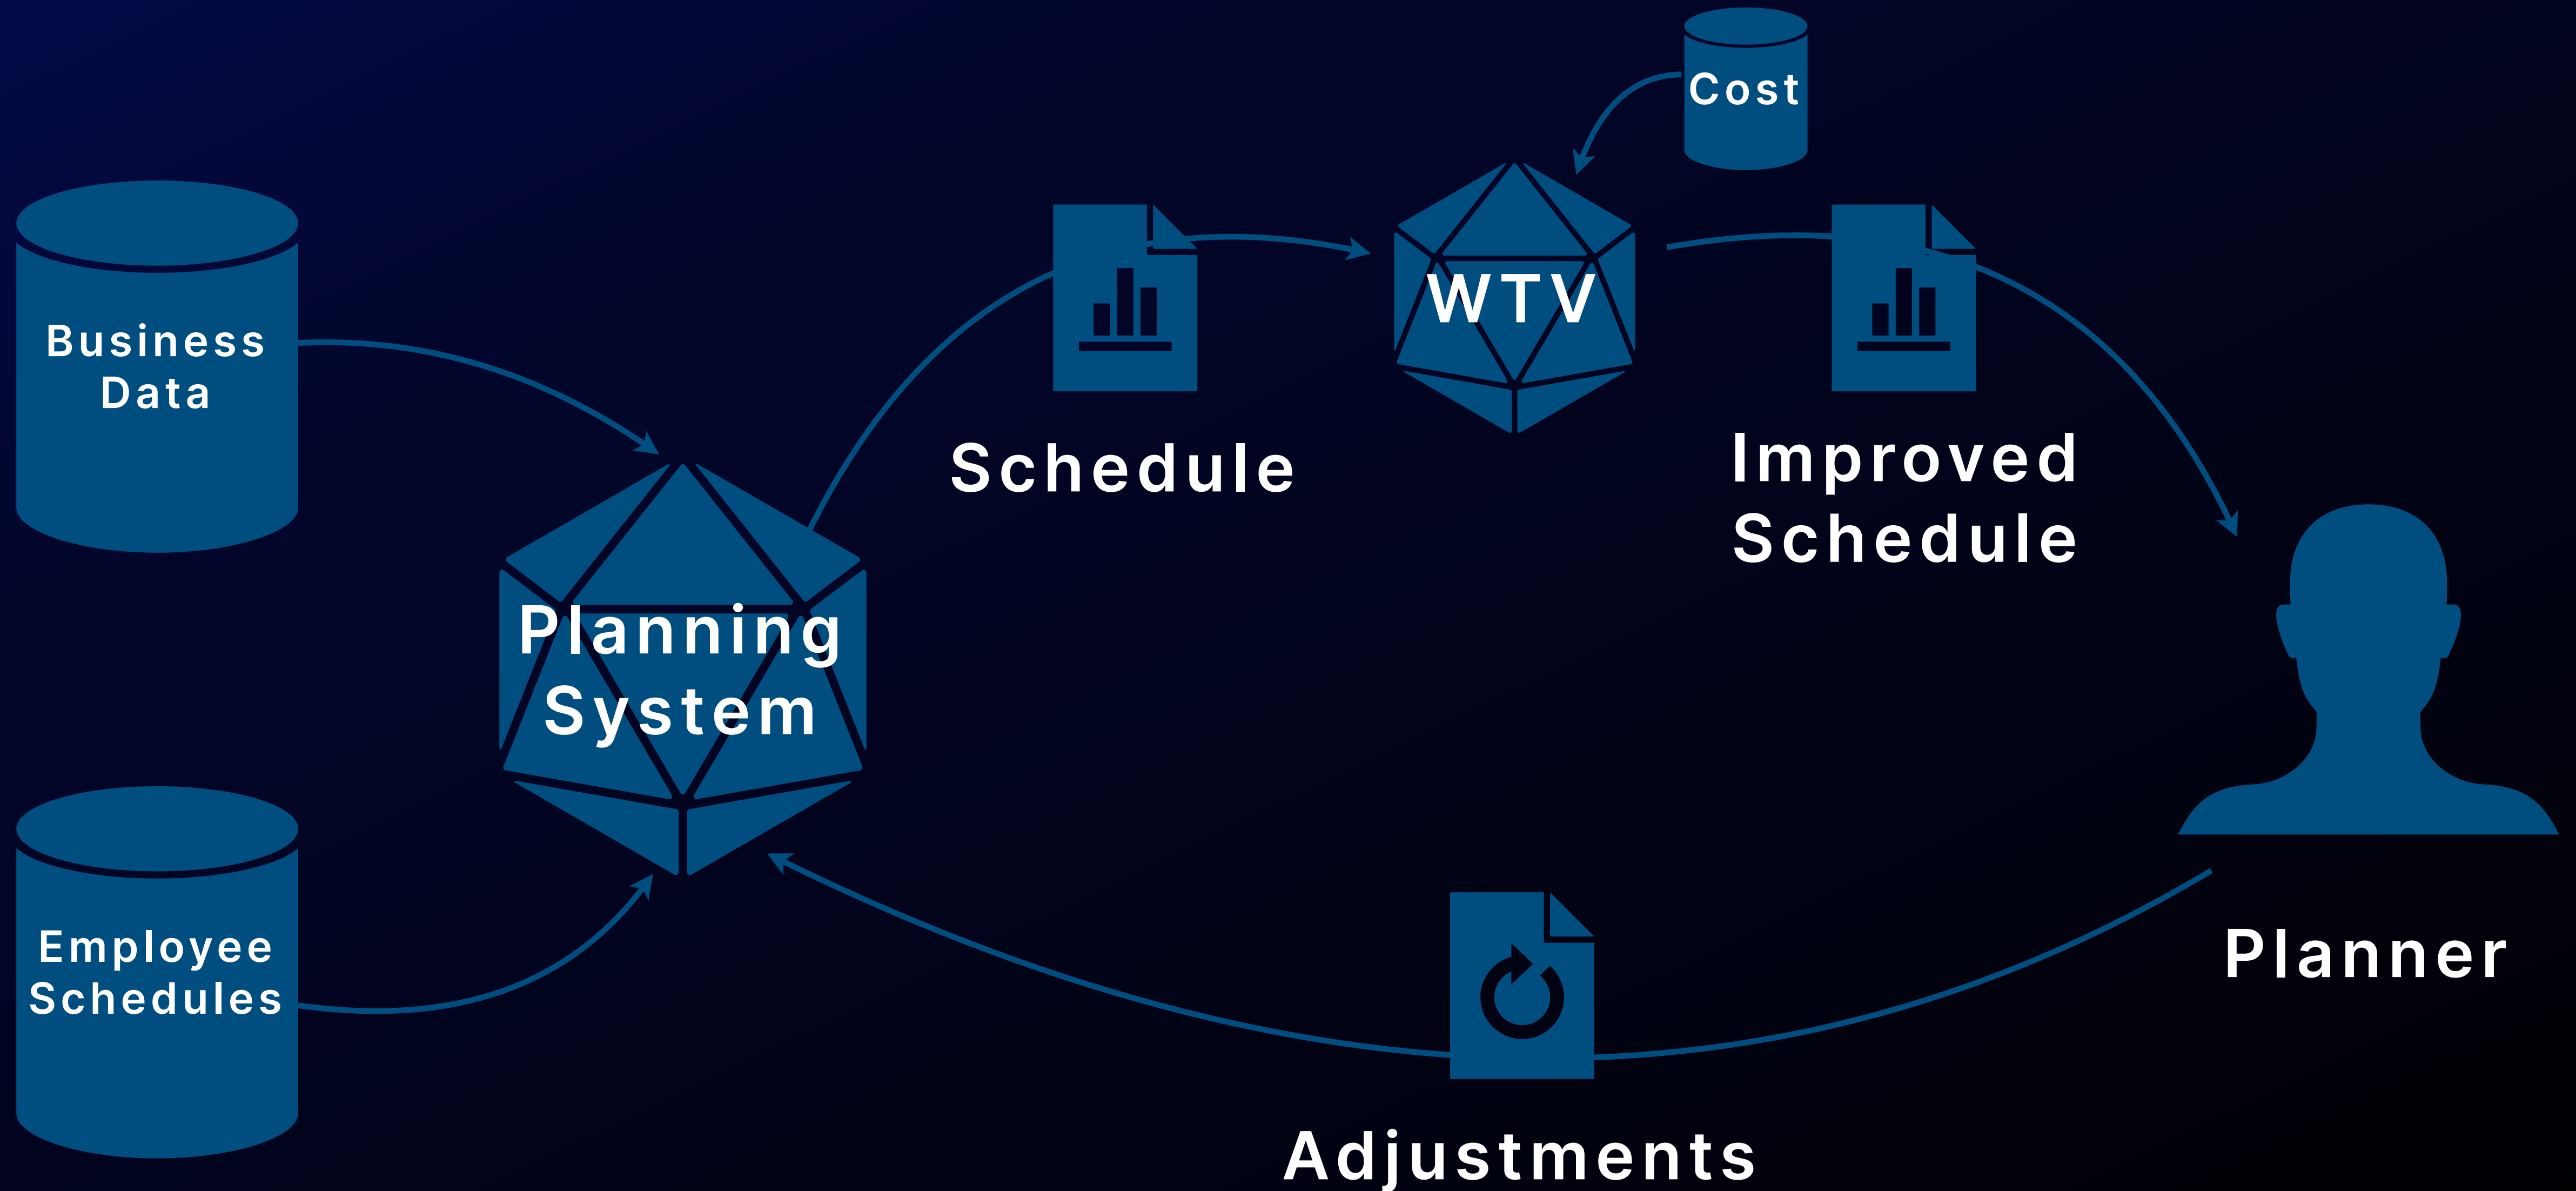 Cost
Business
Data
WTV
Schedule
Improved
Schedule
Planning
System
Employee
Schedules
Planner
Adjustments